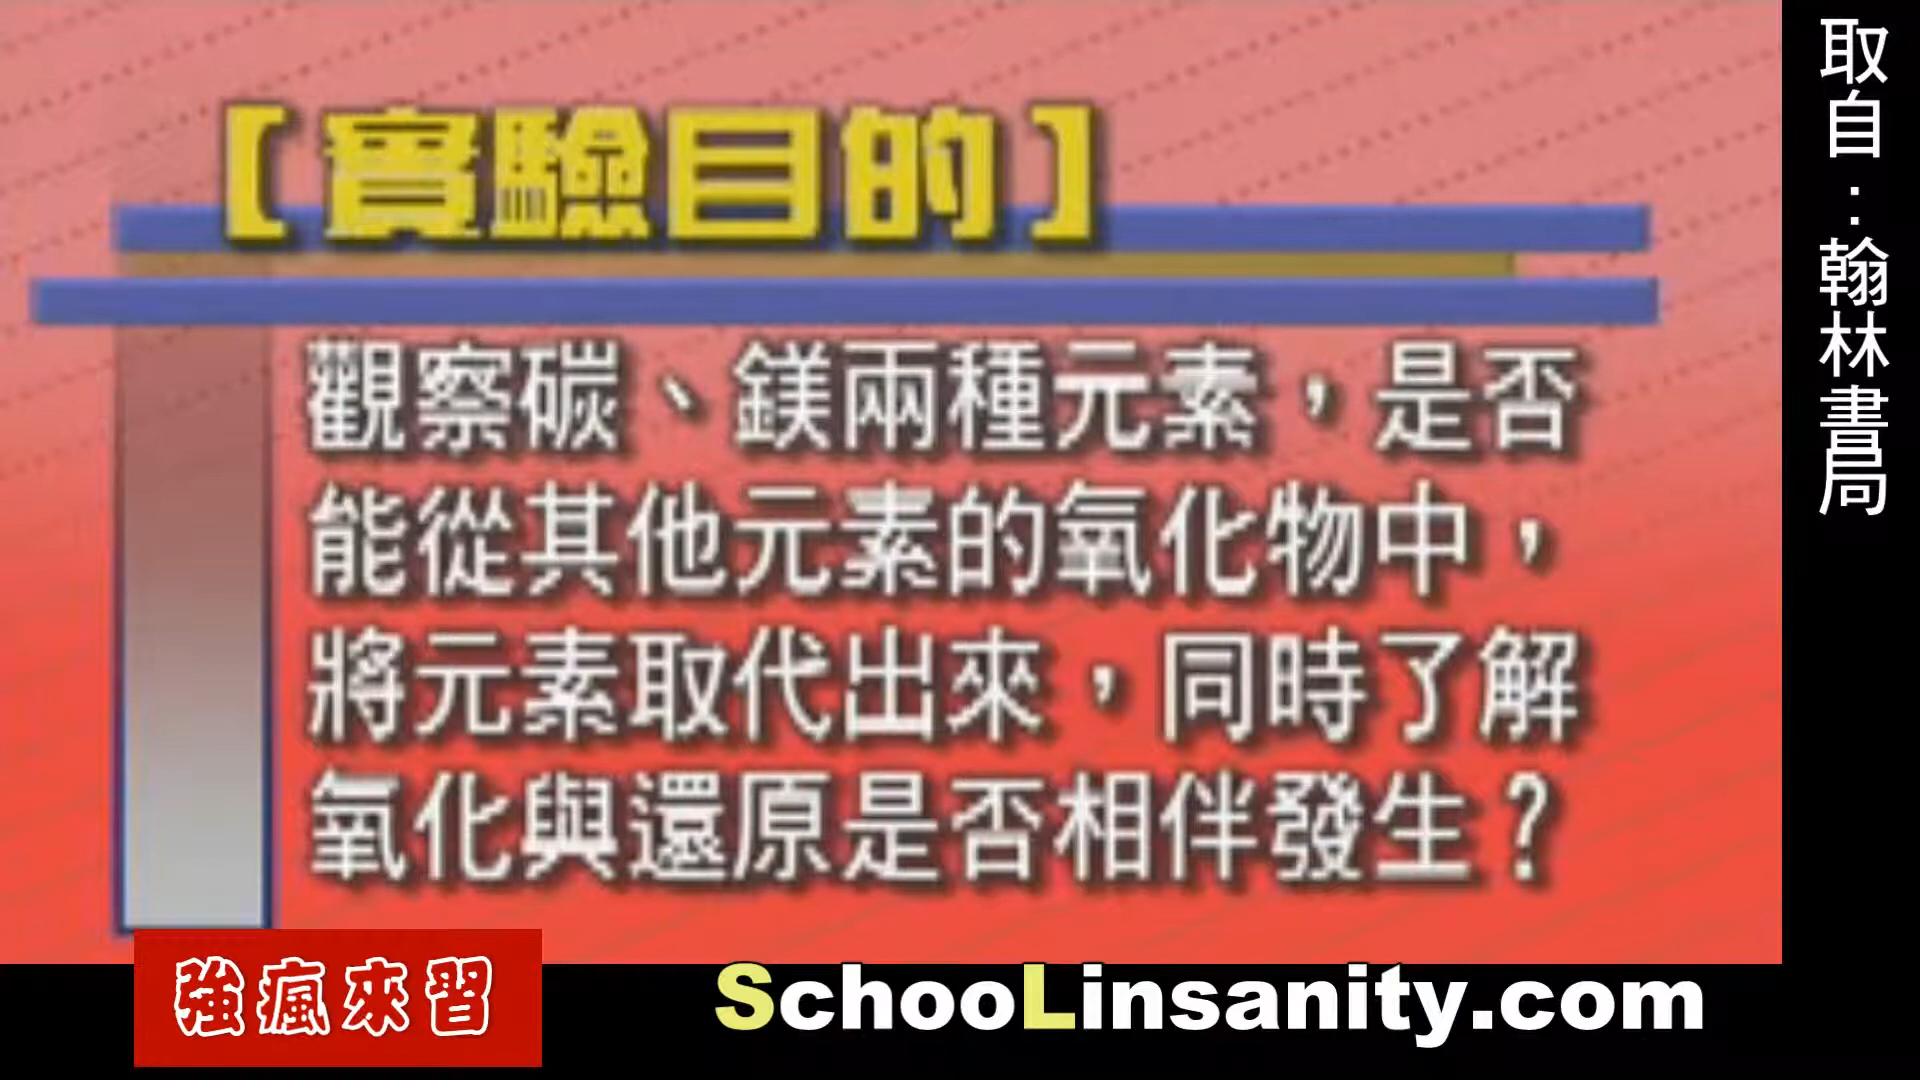 【實驗目的】
觀察碳、鎂兩種元素，是否
能從其他元素的氧化物中，
將元素取代出來，同時了解
氧化與還原是否相伴發生？
取自：翰林書局
強瘋來習
SchooLinsanity.com